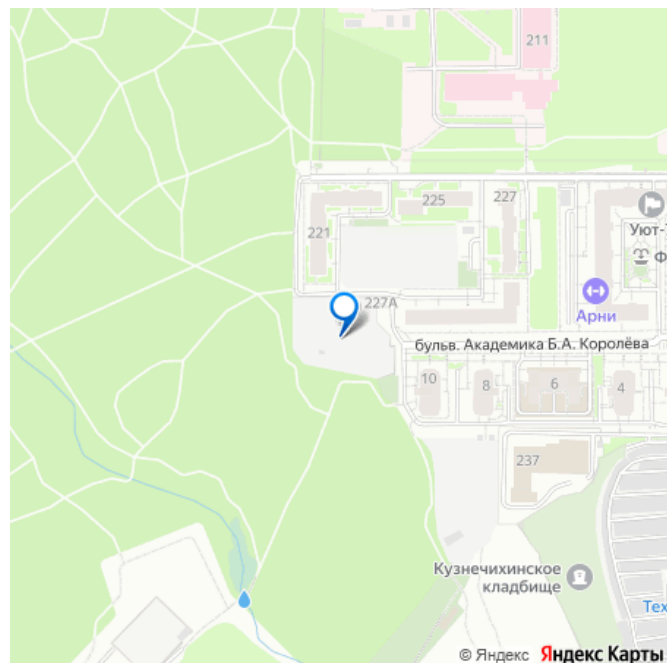 211
225
227
221
Уют-
Ф
227А
Арни
бульв. Академика Б.А. Королёва
10
8
6
4
237
Кузнечихинское
кладбище
Тех
© Яндекс Яндекс Карты